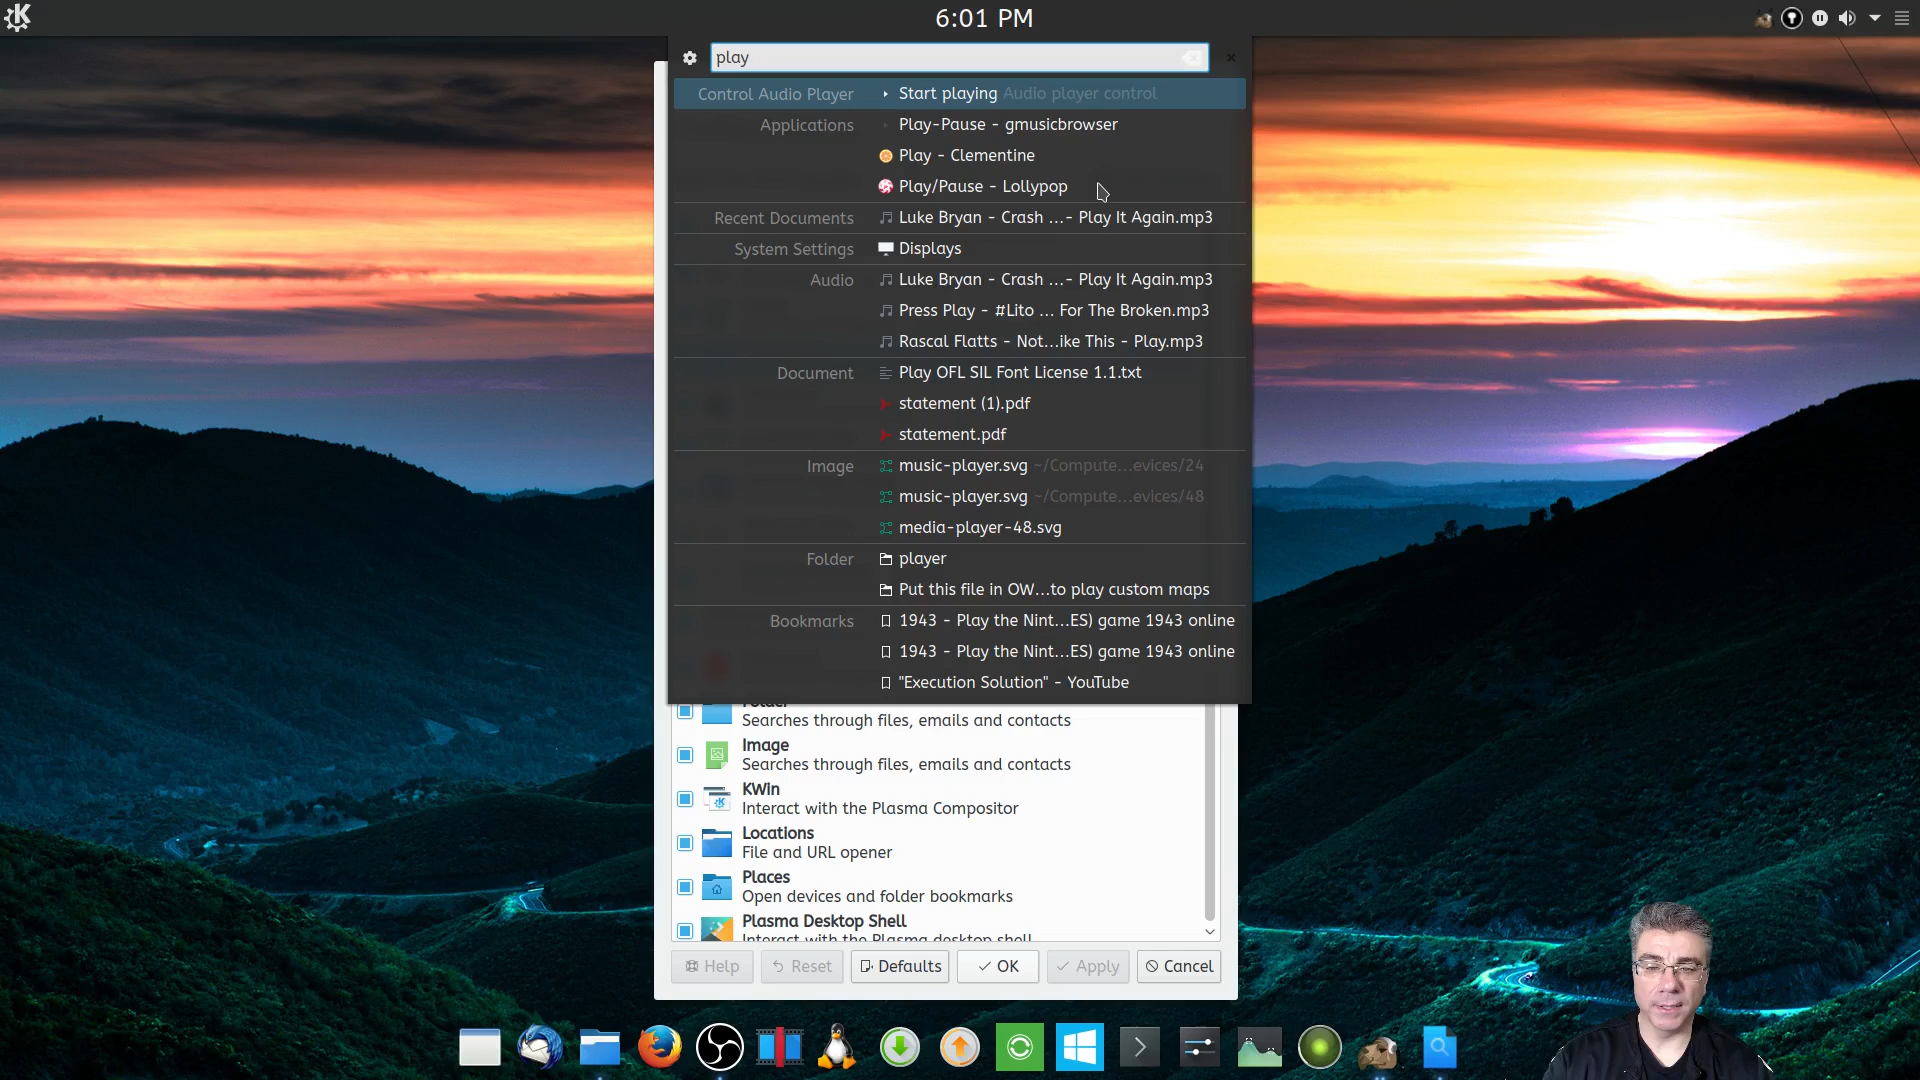 6:01 PM
play
Control Audio Player Start playing Audio player control
Applications Play-Pause - gmusicbrowser
Play - Clementine
Play/Pause - Lollypop
Recent Documents Luke Bryan - Crash ...- Play It Again.mp3
System Settings Displays
Audio Luke Bryan - Crash ...- Play It Again.mp3
Press Play - #Lito ... For The Broken.mp3
Rascal Flatts - Not...ike This - Play.mp3
Document Play OFL SIL Font License 1.1.txt
statement (1).pdf
statement.pdf
Image music-player.svg ~/Compute...evices/24
music-player.svg ~/Compute...evices/48
media-player-48.svg
Folder player
Put this file in OW...to play custom maps
Bookmarks 1943 - Play the Nint...ES) game 1943 online
1943 - Play the Nint...ES) game 1943 online
"Execution Solution" - YouTube
Folder
Searches through files, emails and contacts
Image
Searches through files, emails and contacts
KWin
Interact with the Plasma Compositor
Locations
File and URL opener
Places
Open devices and folder bookmarks
Plasma Desktop Shell
Interact with the Plasma desktop shell
Help Reset Defaults OK Apply Cancel